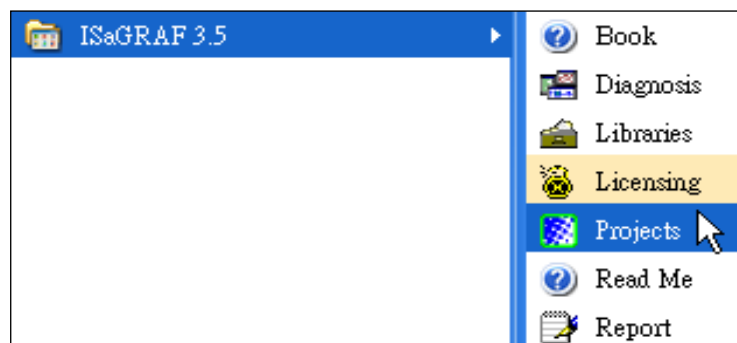 ISaGRAF 3.5
Book
Diagnosis
Libraries
Licensing
Projects
Read Me
Report